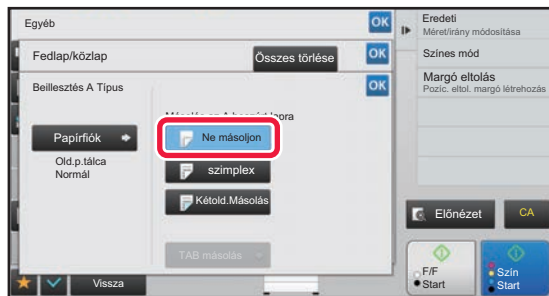 Egyéb
OK
Fedlap/közlap
Összes törlése
OK
Beillesztés A Típus
OK
Papírfiók
Old.p.tálca
Normál
Ne másoljon
szimplex
Kétold.Másolás
TAB másolás
Vissza
Eredeti
Méret/irány módosítása
Színes mód
Margó eltolás
Pozíc. eltol. margó létrehozás
Előnézet
CA
F/F
Start
Szín
Start